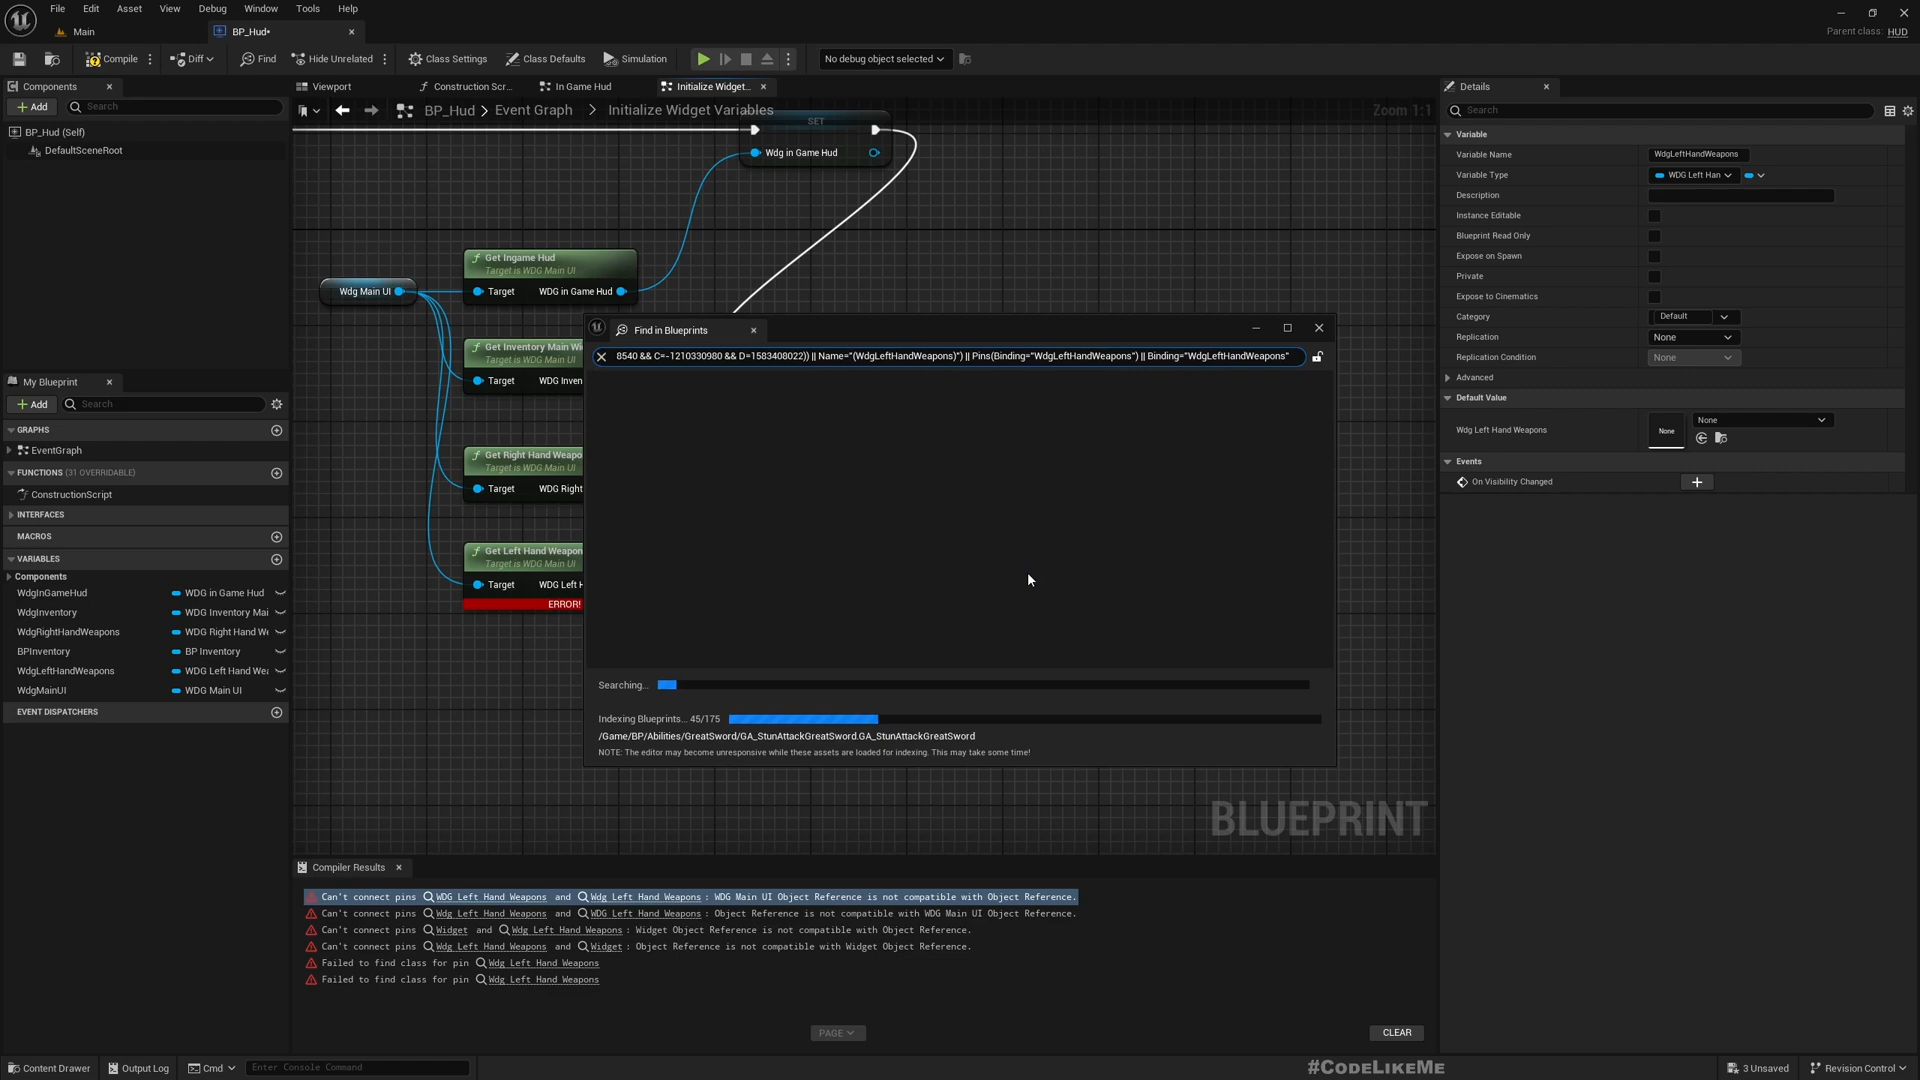 File Edit Asset View Debug Window Tools Help
Main
BP_Hud*
Parent class: HUD
Compile
Diff
Find
Hide Unrelated
Class Settings
Class Defaults
Simulation
No debug object selected
Components
Add
Search
BP_Hud (Self)
DefaultSceneRoot
My Blueprint
Add
Search
GRAPHS
EventGraph
FUNCTIONS (31 OVERRIDABLE)
ConstructionScript
INTERFACES
MACROS
VARIABLES
Components
WdgInGameHud WDG in Game Hud
WdgInventory WDG Inventory Mai
WdgRightHandWeapons WDG Right Hand We
BPInventory BP Inventory
WdgLeftHandWeapons WDG Left Hand Wea
WdgMainUI WDG Main UI
EVENT DISPATCHERS
Viewport
Construction Scr...
In Game Hud
Initialize Widget...
BP_Hud > Event Graph > Initialize Widget Variables
Zoom 1:1
SET
Wdg in Game Hud
Get Ingame Hud
Target is WDG Main UI
Wdg Main UI
Target WDG in Game Hud
Get Inventory Main Wi
Target is WDG Main UI
Target WDG Inven
Get Right Hand Weapo
Target is WDG Main UI
Target WDG Right
Get Left Hand Weapon
Target is WDG Main UI
Target WDG Left H
ERROR!
Find in Blueprints
8540 && C=-1210330980 && D=1583408022)) || Name="(WdgLeftHandWeapons)") || Pins(Binding="WdgLeftHandWeapons") || Binding="WdgLeftHandWeapons"
Searching...
Indexing Blueprints... 45/175
/Game/BP/Abilities/GreatSword/GA_StunAttackGreatSword.GA_StunAttackGreatSword
NOTE: The editor may become unresponsive while these assets are loaded for indexing. This may take some time!
BLUEPRINT
Compiler Results
Can't connect pins WDG Left Hand Weapons and Wdg Left Hand Weapons : WDG Main UI Object Reference is not compatible with Object Reference.
Can't connect pins Wdg Left Hand Weapons and WDG Left Hand Weapons : Object Reference is not compatible with WDG Main UI Object Reference.
Can't connect pins Widget and Wdg Left Hand Weapons : Widget Object Reference is not compatible with Object Reference.
Can't connect pins Wdg Left Hand Weapons and Widget : Object Reference is not compatible with Widget Object Reference.
Failed to find class for pin Wdg Left Hand Weapons
Failed to find class for pin Wdg Left Hand Weapons
PAGE
CLEAR
Details
Search
Variable
Variable Name WdgLeftHandWeapons
Variable Type WDG Left Han
Description
Instance Editable
Blueprint Read Only
Expose on Spawn
Private
Expose to Cinematics
Category Default
Replication None
Replication Condition None
Advanced
Default Value
Wdg Left Hand Weapons None None
Events
On Visibility Changed
Content Drawer
Output Log
Cmd
Enter Console Command
#CODELIKEME
3 Unsaved
Revision Control